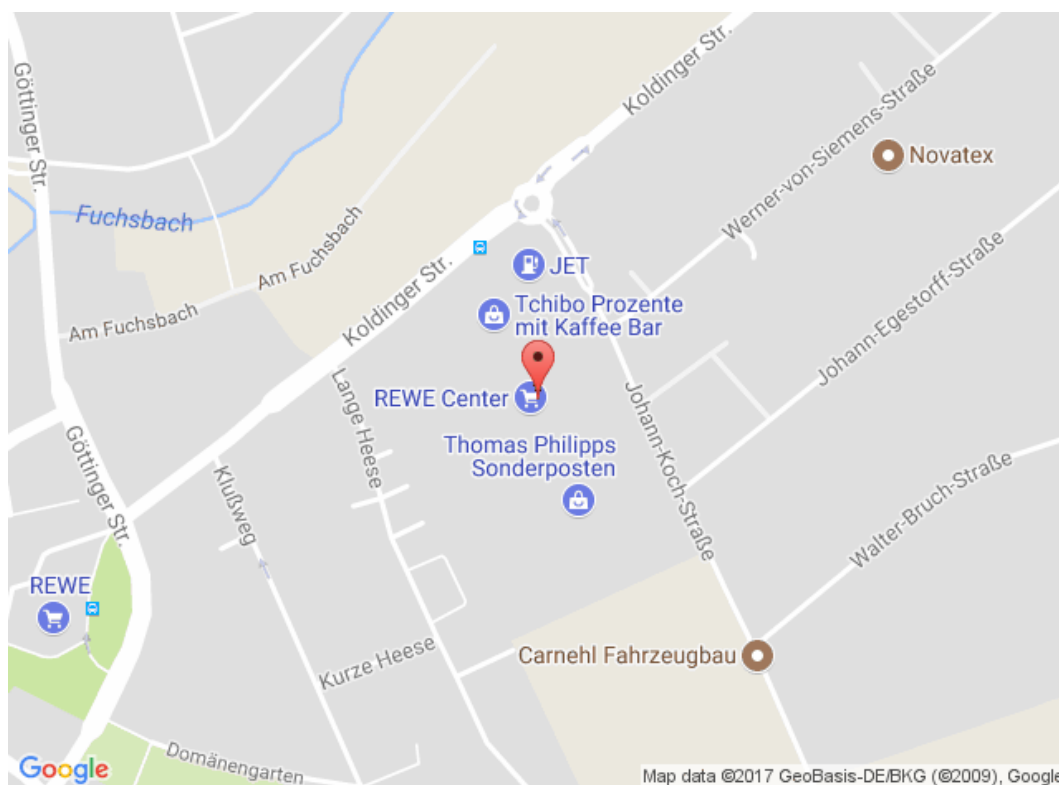 Göttinger Str.
Koldinger Str.
Werner-von-Siemens-Straße
Novatex
Fuchsbach
Am Fuchsbach
Am Fuchsbach
Koldinger Str.
JET
Tchibo Prozente
mit Kaffee Bar
Johann-Egestorff-Straße
REWE Center
Lange Heese
Johann-Koch-Straße
Thomas Philipps
Sonderposten
Göttinger Str.
Klußweg
Walter-Bruch-Straße
REWE
Kurze Heese
Carnehl Fahrzeugbau
Domänengarten
Google
Map data ©2017 GeoBasis-DE/BKG (©2009), Google